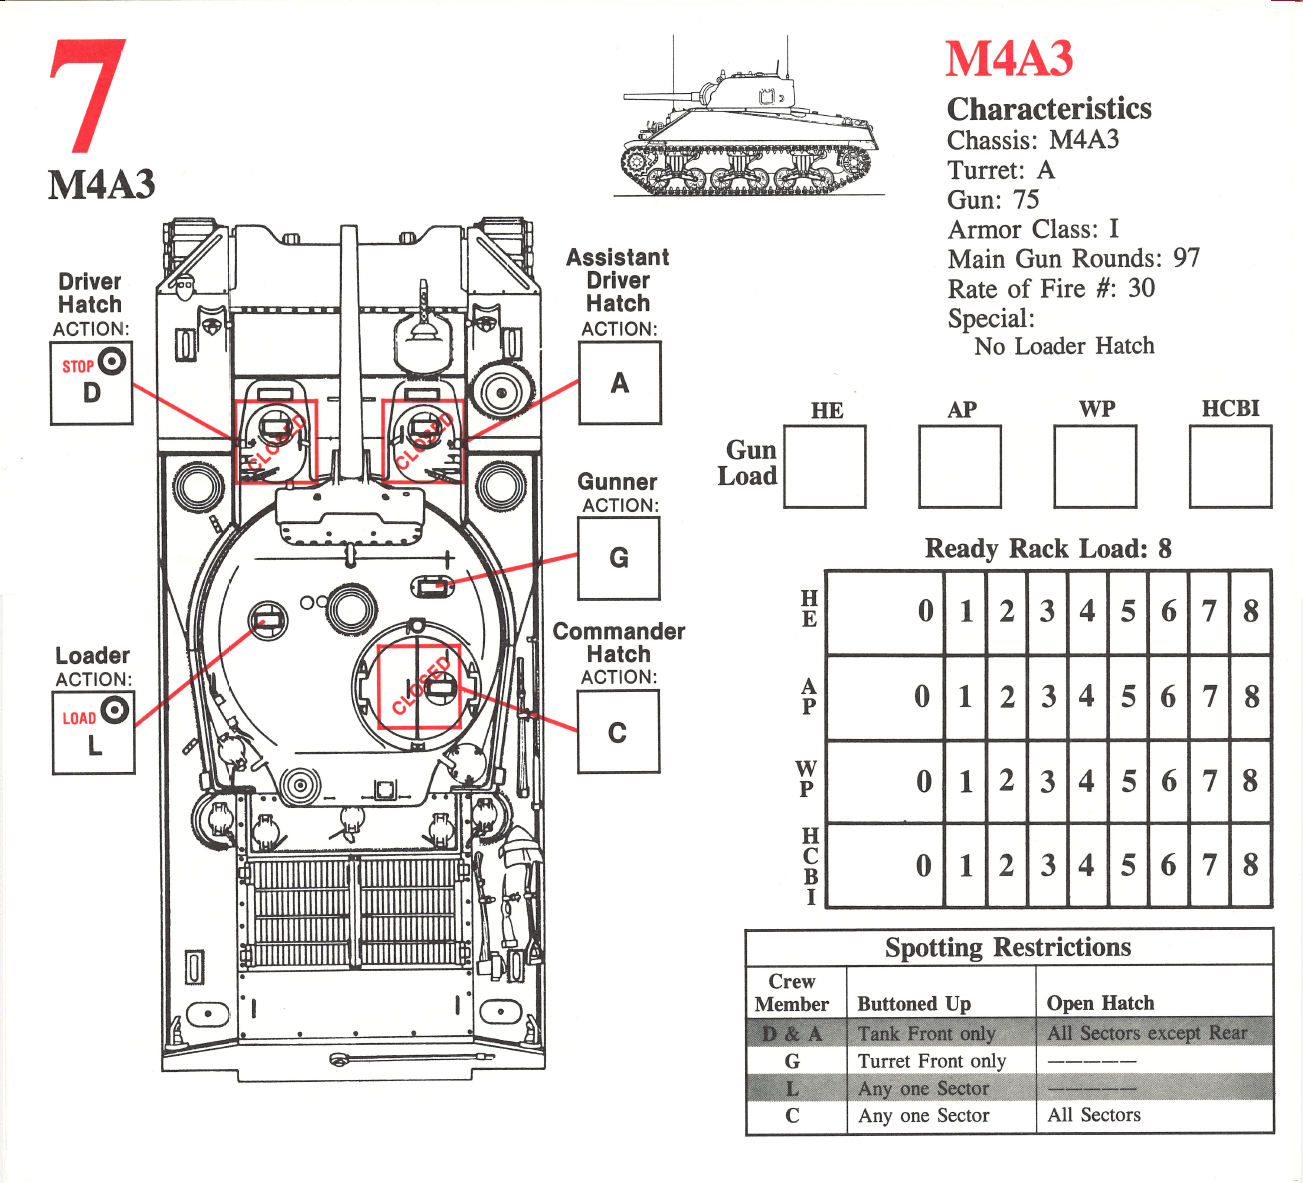 7
M4A3
M4A3
Characteristics
Chassis: M4A3
Turret: A
Gun: 75
Armor Class: I
Main Gun Rounds: 97
Rate of Fire #: 30
Special:
No Loader Hatch
Driver
Hatch
ACTION:
STOP
D
Assistant
Driver
Hatch
ACTION:
A
CLOSED
CLOSED
Gunner
ACTION:
G
Loader
ACTION:
LOAD
L
Commander
Hatch
ACTION:
C
CLOSED
HE AP WP HCBI
Gun
Load
Ready Rack Load: 8
HE 0 1 2 3 4 5 6 7 8
AP 0 1 2 3 4 5 6 7 8
WP 0 1 2 3 4 5 6 7 8
HCBI 0 1 2 3 4 5 6 7 8
Spotting Restrictions
Crew
Member Buttoned Up Open Hatch
D & A Tank Front only All Sectors except Rear
G Turret Front only —————
L Any one Sector —————
C Any one Sector All Sectors